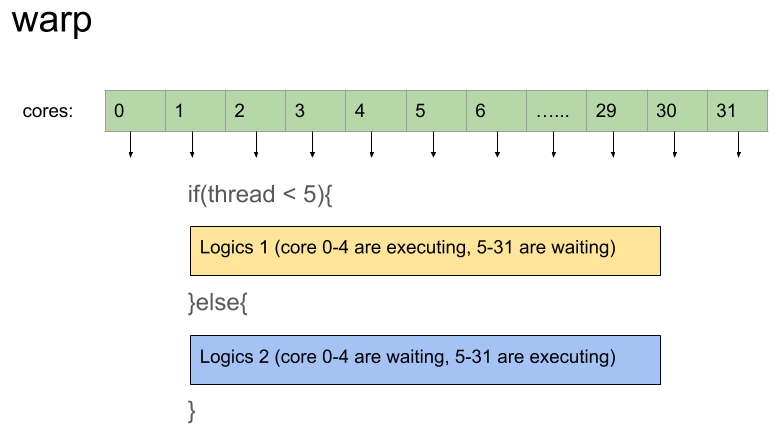 warp
cores: 0 1 2 3 4 5 6 …... 29 30 31
if(thread < 5){
Logics 1 (core 0-4 are executing, 5-31 are waiting)
}else{
Logics 2 (core 0-4 are waiting, 5-31 are executing)
}